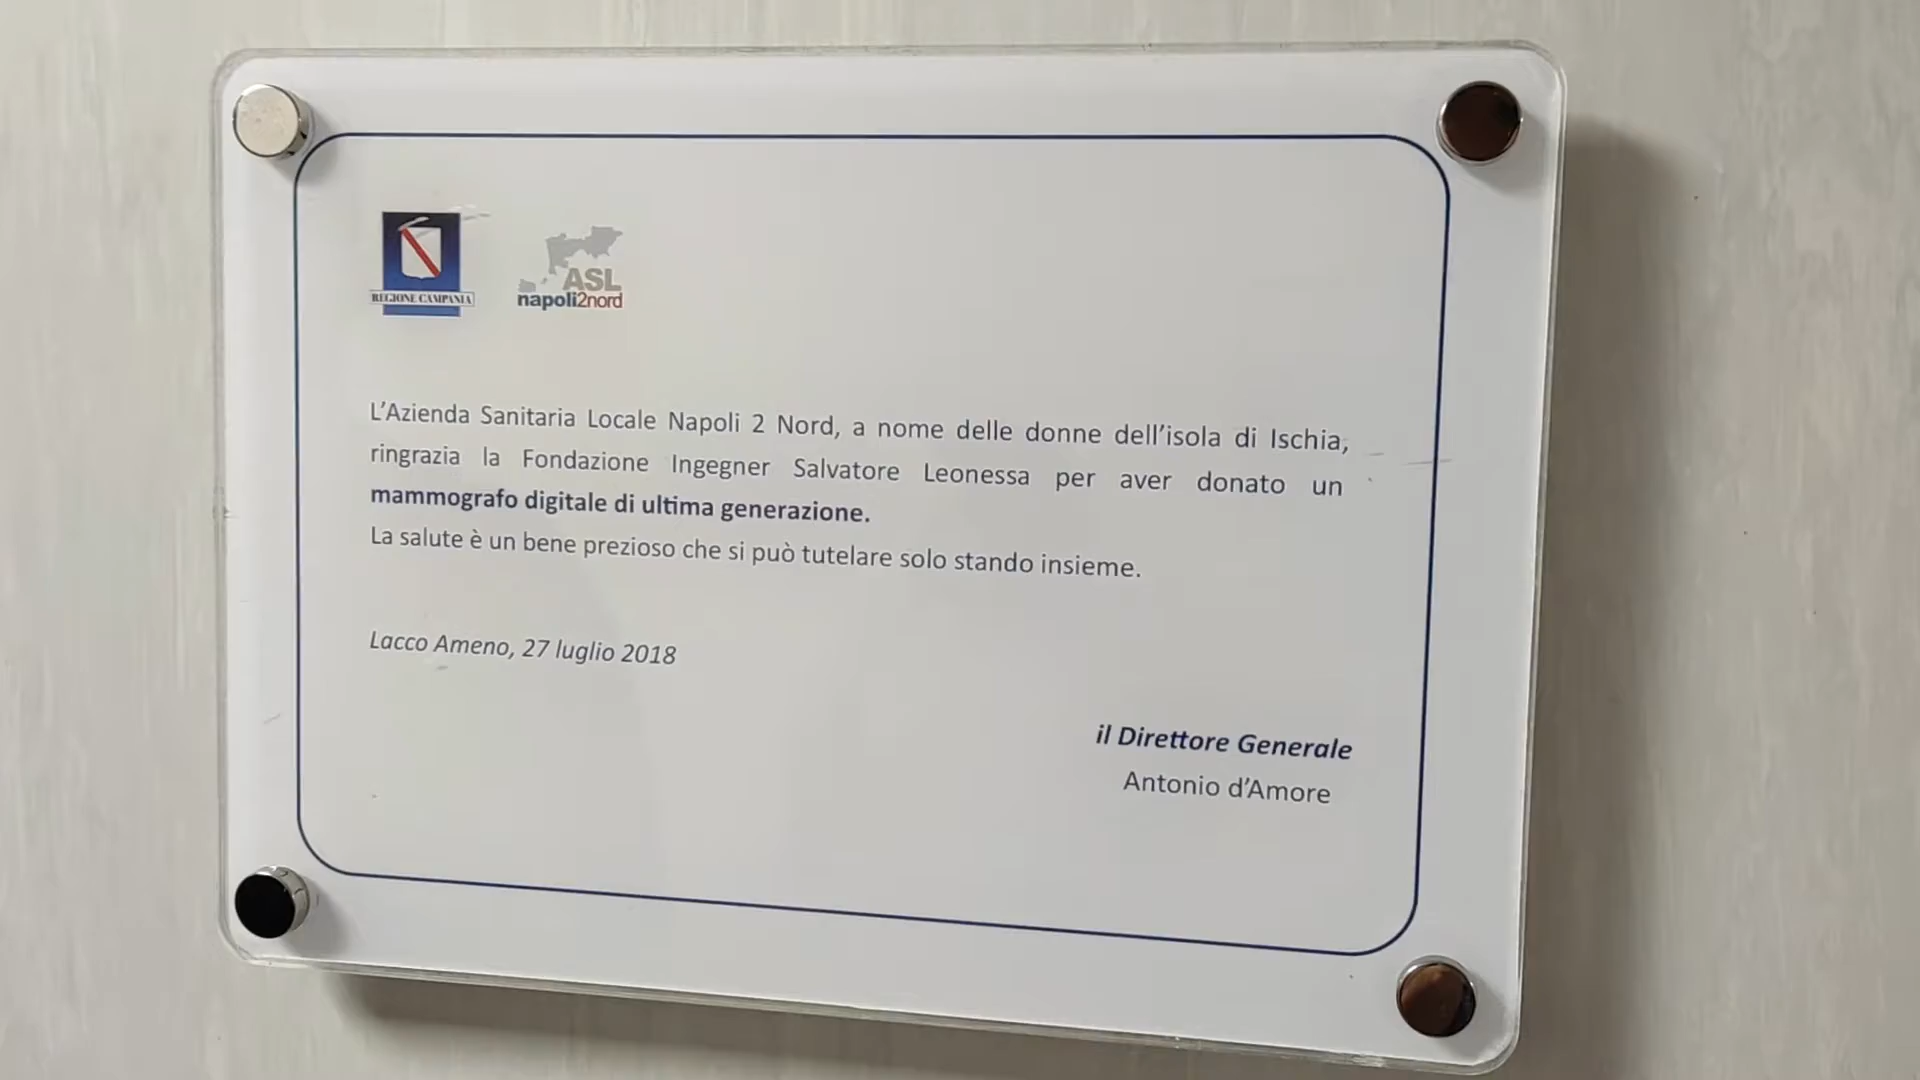 REGIONE CAMPANIA
ASL
napoli2nord
L’Azienda Sanitaria Locale Napoli 2 Nord, a nome delle donne dell’isola di Ischia,
ringrazia la Fondazione Ingegner Salvatore Leonessa per aver donato un
mammografo digitale di ultima generazione.
La salute è un bene prezioso che si può tutelare solo stando insieme.
Lacco Ameno, 27 luglio 2018
il Direttore Generale
Antonio d’Amore